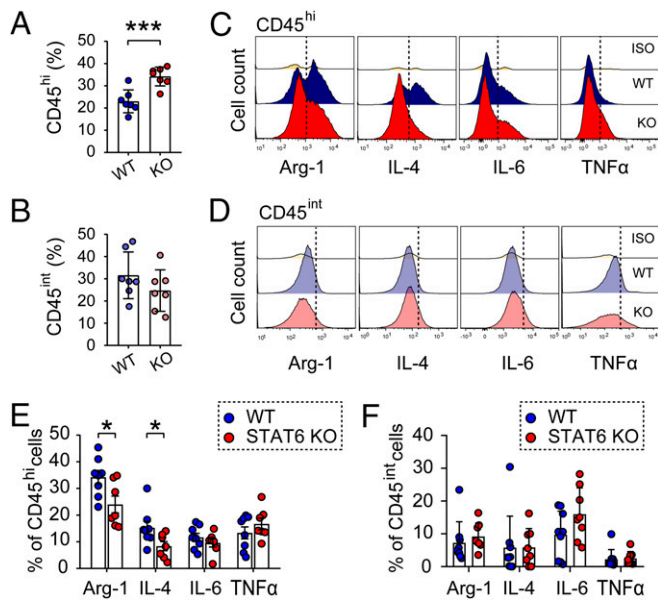 A
***
CD45hi (%)
50
40
30
20
10
0
WT
KO
B
CD45int (%)
50
40
30
20
10
0
WT
KO
C
CD45hi
Cell count
ISO
WT
KO
Arg-1
IL-4
IL-6
TNFα
D
CD45int
Cell count
ISO
WT
KO
Arg-1
IL-4
IL-6
TNFα
E
WT
STAT6 KO
% of CD45hi cells
50
40
30
20
10
0
*
*
Arg-1
IL-4
IL-6
TNFα
F
WT
STAT6 KO
% of CD45int cells
40
30
20
10
0
Arg-1
IL-4
IL-6
TNFα